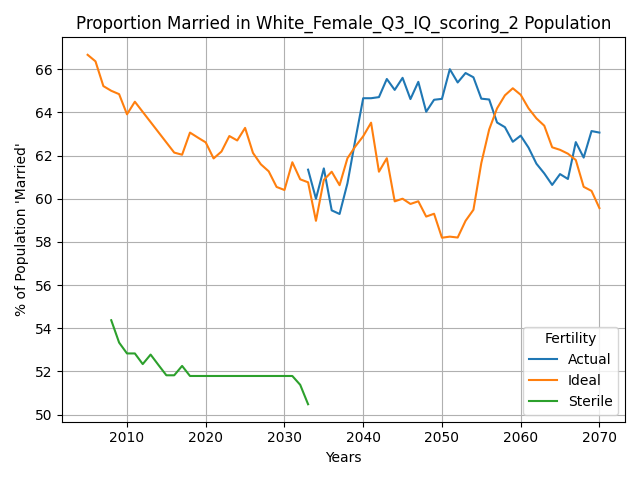 Proportion Married in White_Female_Q3_IQ_scoring_2 Population
% of Population 'Married'
66
64
62
60
58
56
54
52
50
2010
2020
2030
2040
2050
2060
2070
Years
Fertility
Actual
Ideal
Sterile